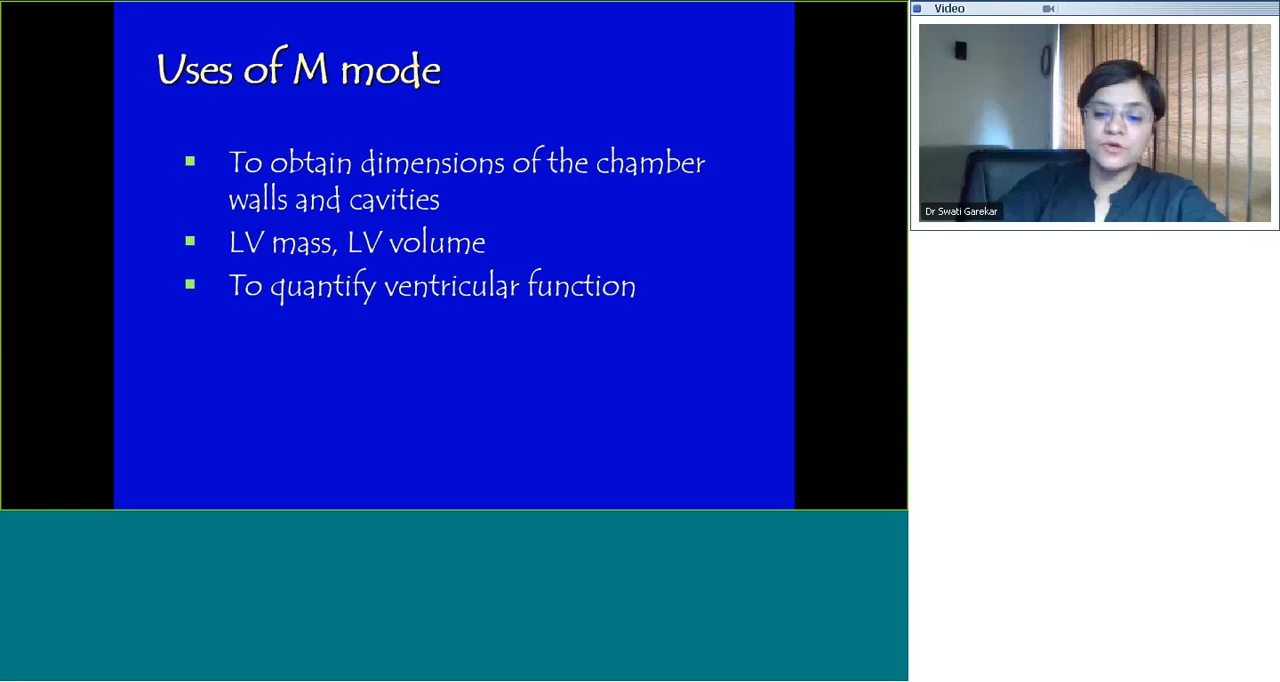 Uses of M mode
To obtain dimensions of the chamber
walls and cavities
LV mass, LV volume
To quantify ventricular function
Video
Dr Swati Garekar